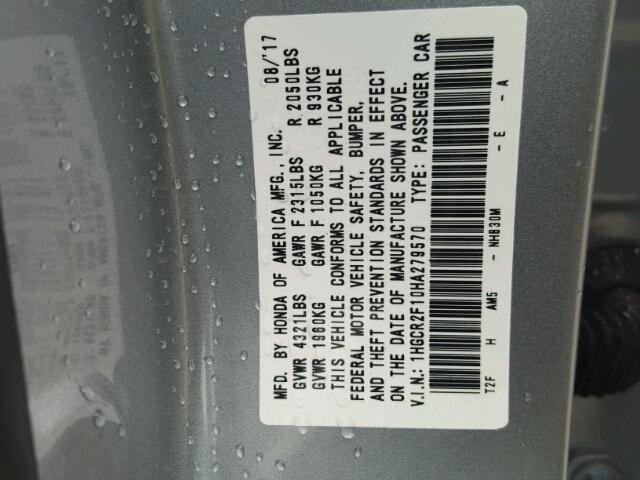 MFD. BY HONDA OF AMERICA MFG., INC. 08/'17
GVWR 4321LBS GAWR F 2315LBS R 2050LBS
GVWR 1960KG GAWR F 1050KG R 930KG
THIS VEHICLE CONFORMS TO ALL APPLICABLE
FEDERAL MOTOR VEHICLE SAFETY, BUMPER,
AND THEFT PREVENTION STANDARDS IN EFFECT
ON THE DATE OF MANUFACTURE SHOWN ABOVE.
V.I.N.: 1HGCR2F10HA279570 TYPE: PASSENGER CAR
T2F H AM5 - NH830M - E - A